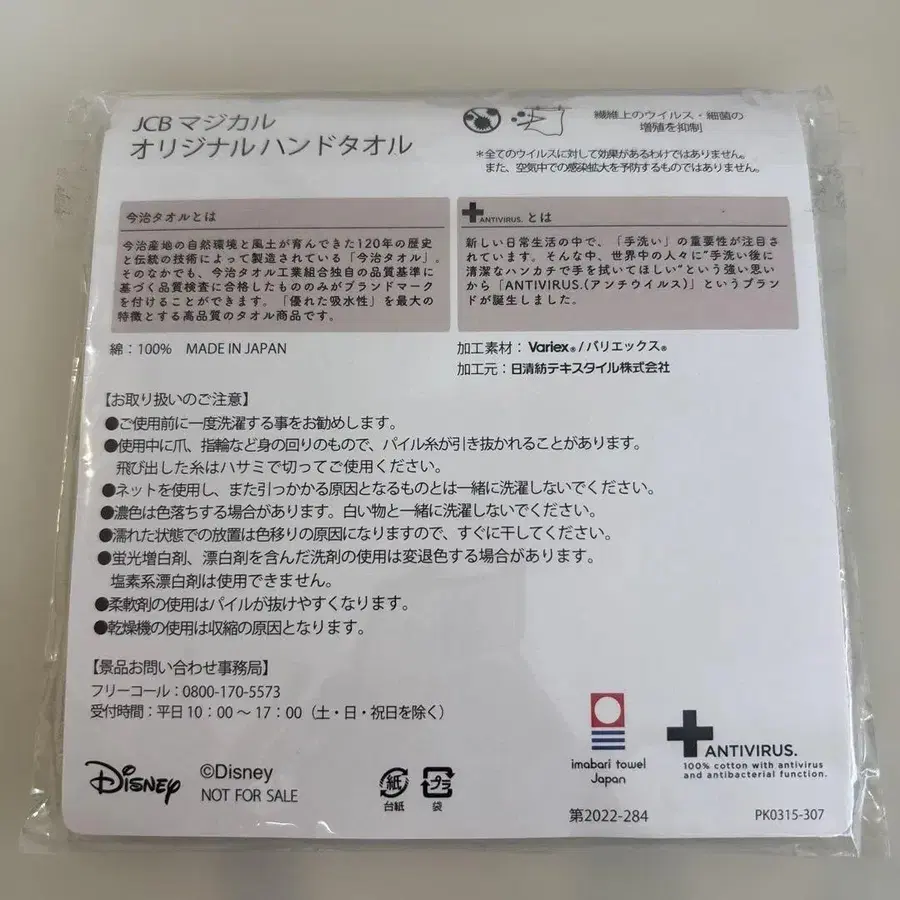 JCB マジカル
オリジナル ハンドタオル
繊維上のウイルス・細菌の
増殖を抑制
*全てのウイルスに対して効果があるわけではありません。
また、空気中での感染拡大を予防するものではありません。
今治タオルとは
今治産地の自然環境と風土が育んできた120年の歴史
と伝統の技術によって製造されている「今治タオル」。
そのなかでも、今治タオル工業組合独自の品質基準に
基づく品質検査に合格したもののみがブランドマーク
を付けることができます。「優れた吸水性」を最大の
特徴とする高品質のタオル商品です。
ANTIVIRUS. とは
新しい日常生活の中で、「手洗い」の重要性が注目さ
れています。そんな中、世界中の人々に"手洗い後に
清潔なハンカチで手を拭いてほしい"という強い思い
から「ANTIVIRUS.(アンチウイルス)」というブラン
ドが誕生しました。
綿:100% MADE IN JAPAN
加工素材:Variex®/バリエックス®
加工元:日清紡テキスタイル株式会社
【お取り扱いのご注意】
●ご使用前に一度洗濯する事をお勧めします。
●使用中に爪、指輪など身の回りのもので、パイル糸が引き抜かれることがあります。
飛び出した糸はハサミで切ってご使用ください。
●ネットを使用し、また引っかかる原因となるものとは一緒に洗濯しないでください。
●濃色は色落ちする場合があります。白い物と一緒に洗濯しないでください。
●濡れた状態での放置は色移りの原因になりますので、すぐに干してください。
●蛍光増白剤、漂白剤を含んだ洗剤の使用は変退色する場合があります。
塩素系漂白剤は使用できません。
●柔軟剤の使用はパイルが抜けやすくなります。
●乾燥機の使用は収縮の原因となります。
【景品お問い合わせ事務局】
フリーコール:0800-170-5573
受付時間:平日10:00~17:00(土・日・祝日を除く)
Disney
©Disney
NOT FOR SALE
紙
台紙
プラ
袋
imabari towel
Japan
第2022-284
ANTIVIRUS.
100% cotton with antivirus
and antibacterial function.
PK0315-307